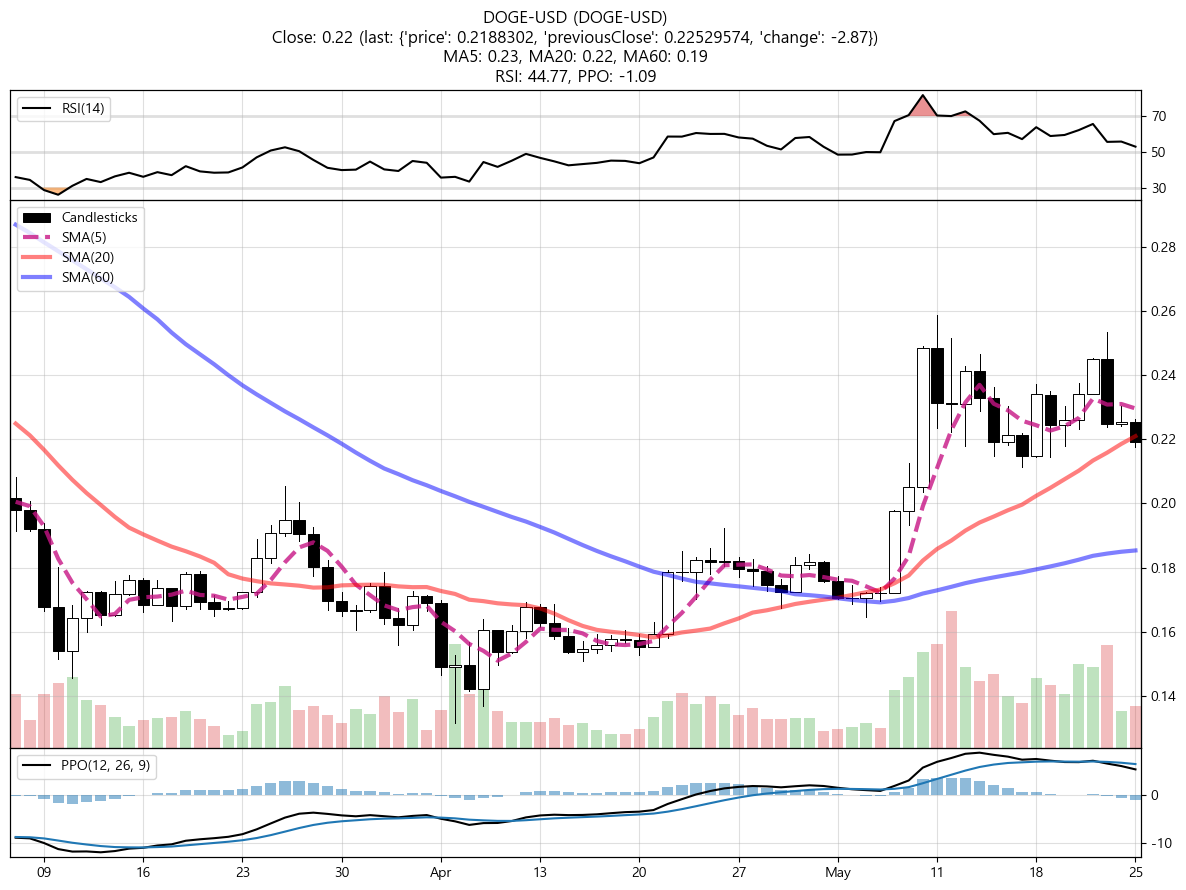 DOGE-USD (DOGE-USD)
Close: 0.22 (last: {'price': 0.2188302, 'previousClose': 0.22529574, 'change': -2.87})
MA5: 0.23, MA20: 0.22, MA60: 0.19
RSI: 44.77, PPO: -1.09
RSI(14)
70
50
30
Candlesticks
SMA(5)
SMA(20)
SMA(60)
0.28
0.26
0.24
0.22
0.20
0.18
0.16
0.14
PPO(12, 26, 9)
0
-10
09 16 23 30 Apr 13 20 27 May 11 18 25